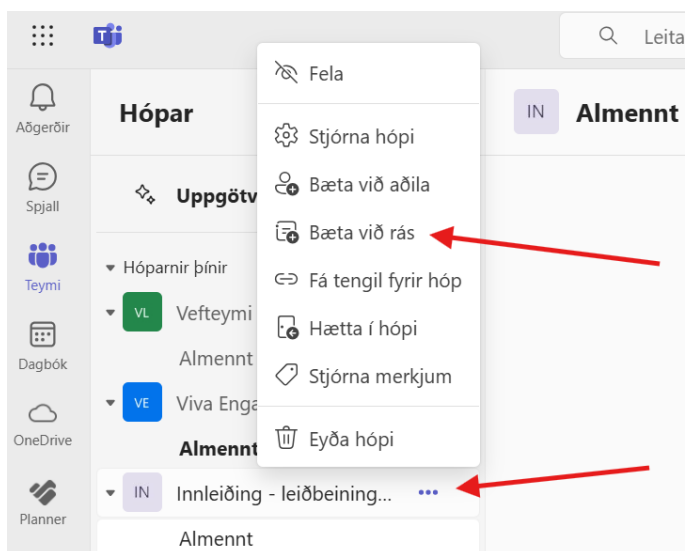 Leita
Aðgerðir
Spjall
Teymi
Dagbók
OneDrive
Planner
Hópar
Uppgötv
Hóparnir þínir
VL Vefteymi
Almennt
VE Viva Enga
Almennt
IN Innleiðing - leiðbeining... •••
Almennt
Fela
Stjórna hópi
Bæta við aðila
Bæta við rás
Fá tengil fyrir hóp
Hætta í hópi
Stjórna merkjum
Eyða hópi
IN Almennt